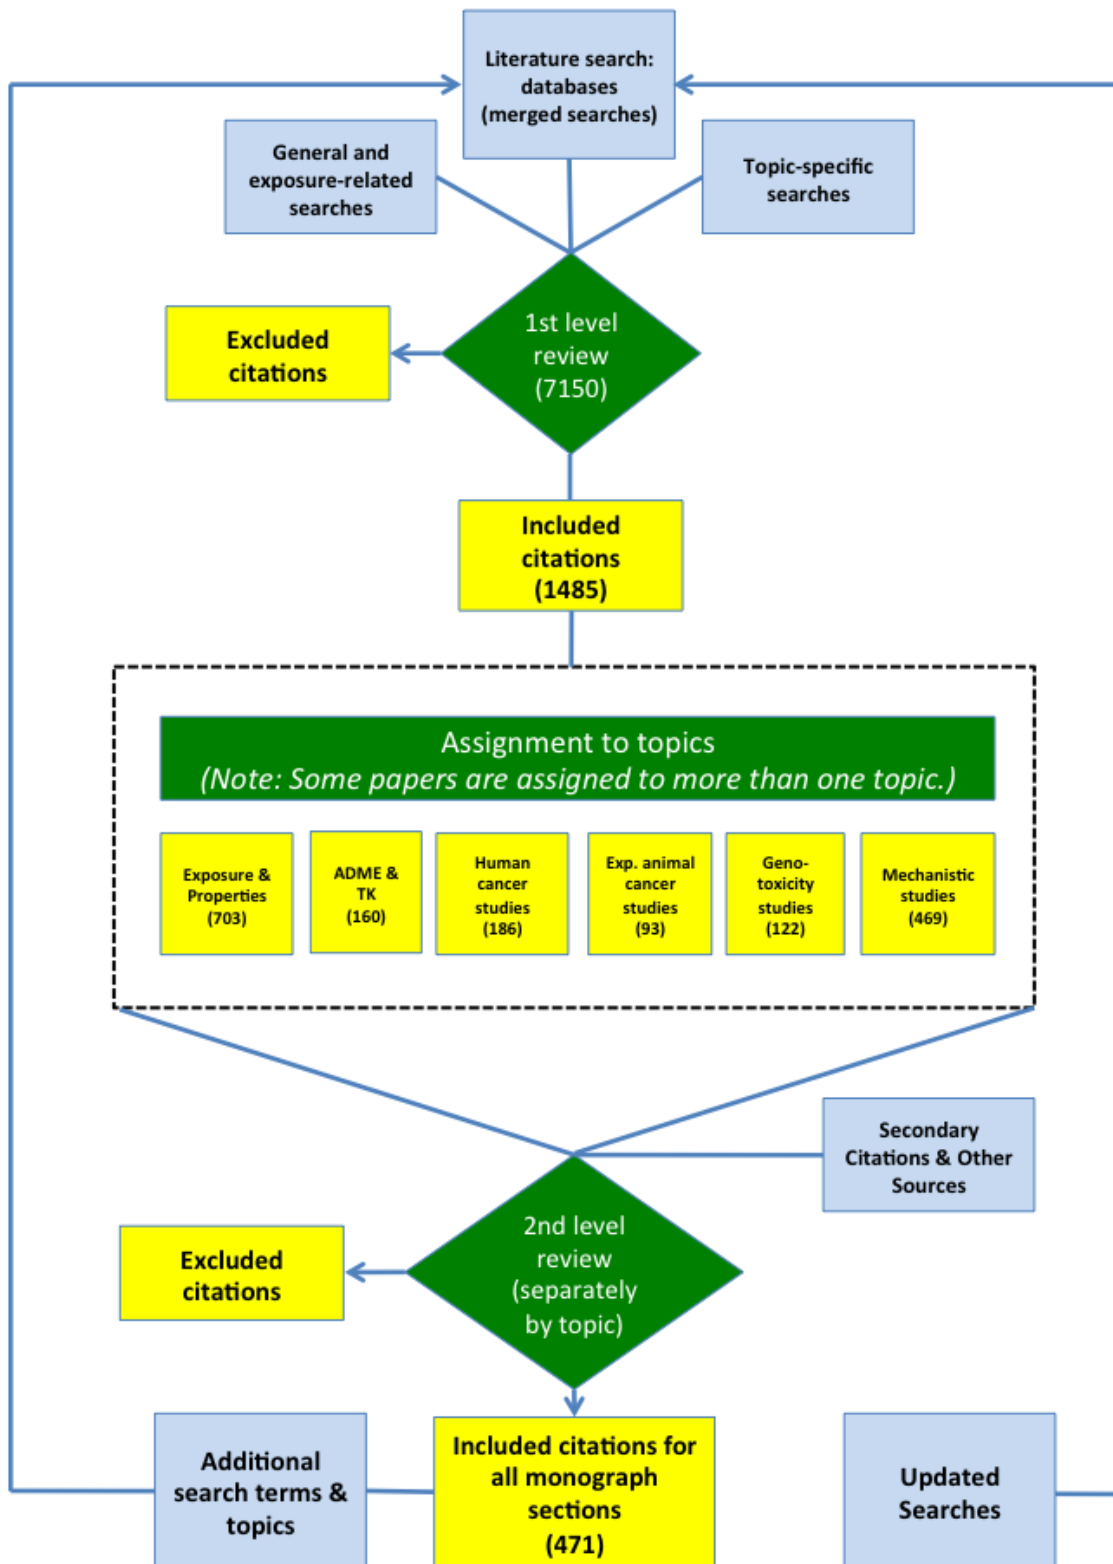 Literature search:
databases
(merged searches)
General and
exposure-related
searches
Topic-specific
searches
1st level
review
(7150)
Excluded
citations
Included
citations
(1485)
Assignment to topics
(Note: Some papers are assigned to more than one topic.)
Exposure &
Properties
(703)
ADME &
TK
(160)
Human
cancer
studies
(186)
Exp. animal
cancer
studies
(93)
Geno-
toxicity
studies
(122)
Mechanistic
studies
(469)
Secondary
Citations & Other
Sources
2nd level
review
(separately
by topic)
Excluded
citations
Additional
search terms &
topics
Included citations for
all monograph
sections
(471)
Updated
Searches